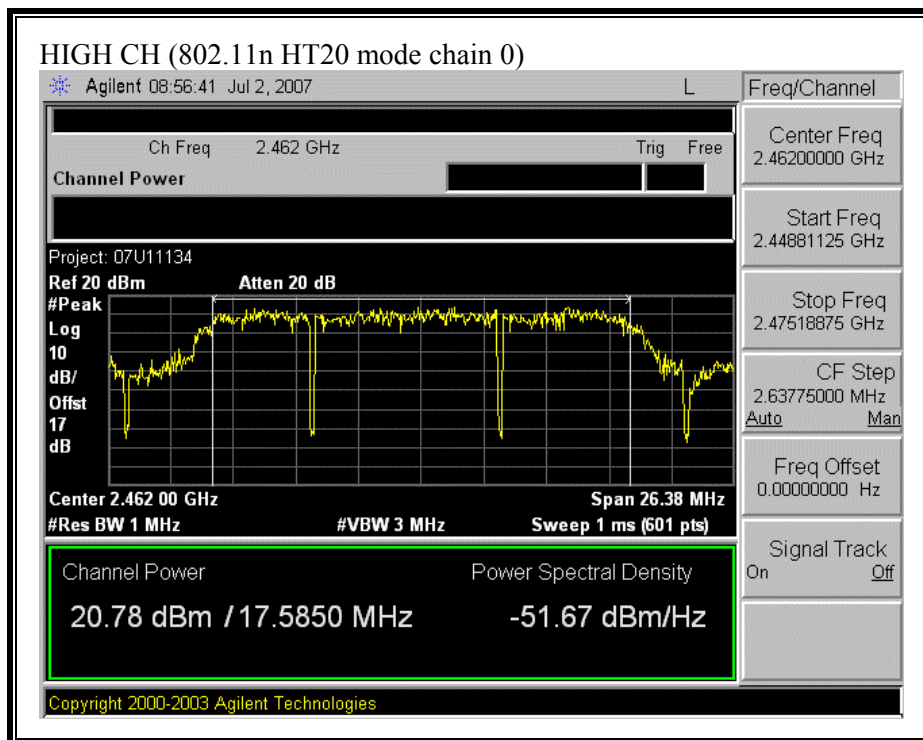 HIGH CH (802.11n HT20 mode chain 0)
Agilent 08:56:41 Jul 2, 2007 L
Freq/Channel
Ch Freq 2.462 GHz Trig Free
Channel Power
Center Freq
2.46200000 GHz
Start Freq
2.44881125 GHz
Stop Freq
2.47518875 GHz
CF Step
2.63775000 MHz
Auto Man
Freq Offset
0.00000000 Hz
Signal Track
On Off
Project: 07U11134
Ref 20 dBm Atten 20 dB
#Peak
Log
10
dB/
Offst
17
dB
Center 2.462 00 GHz Span 26.38 MHz
#Res BW 1 MHz #VBW 3 MHz Sweep 1 ms (601 pts)
Channel Power Power Spectral Density
20.78 dBm / 17.5850 MHz -51.67 dBm/Hz
Copyright 2000-2003 Agilent Technologies